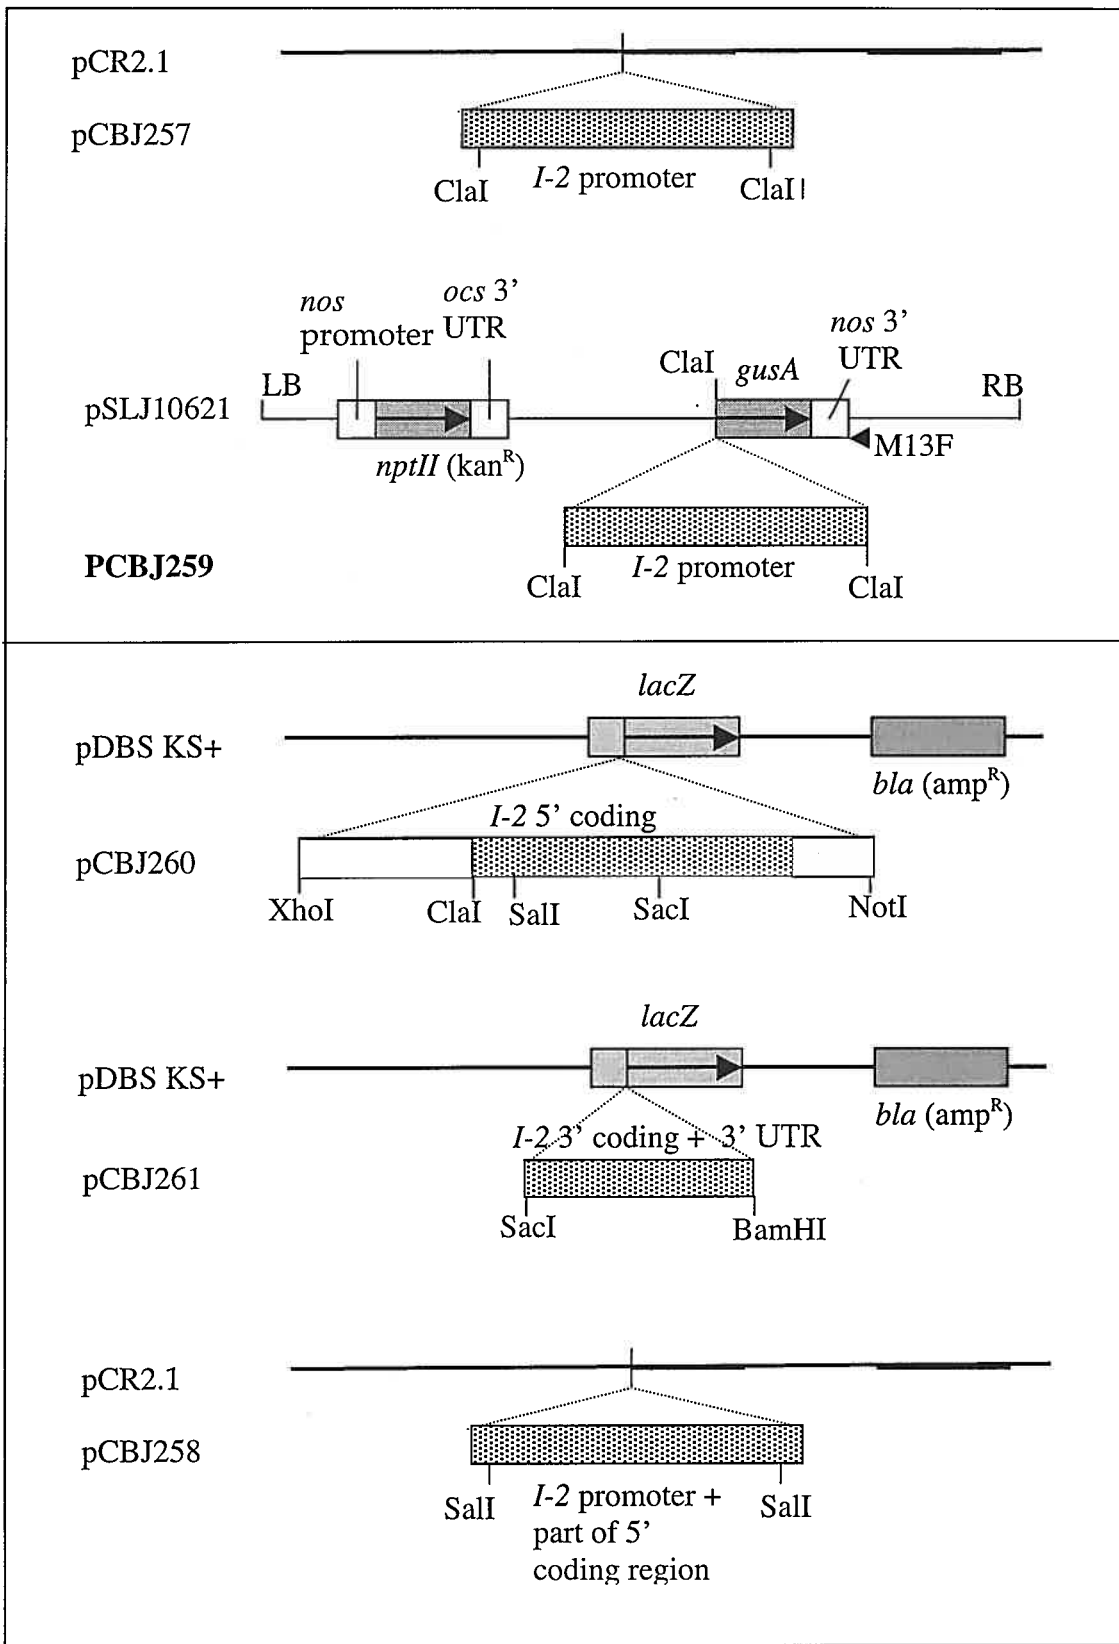 pCR2.1
pCBJ257
ClaI
I-2 promoter
ClaI
nos promoter
ocs 3’ UTR
nos 3’ UTR
ClaI
gusA
LB
RB
pSLJ10621
M13F
nptII (kanR)
PCBJ259
I-2 promoter
ClaI
ClaI
lacZ
pDBS KS+
bla (ampR)
I-2 5’ coding
pCBJ260
XhoI
ClaI
SalI
SacI
NotI
lacZ
pDBS KS+
bla (ampR)
I-2 3’ coding + 3’ UTR
pCBJ261
SacI
BamHI
pCR2.1
pCBJ258
SalI
I-2 promoter +
part of 5’
coding region
SalI